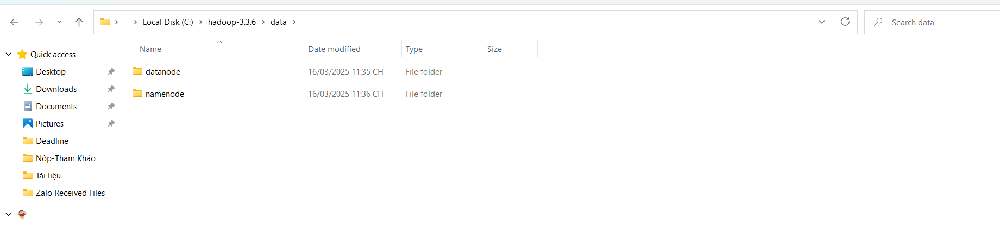 Local Disk (C:) hadoop-3.3.6 data
Search data
Name Date modified Type Size
Quick access
Desktop
Downloads
Documents
Pictures
Deadline
Nộp-Tham Khảo
Tài liệu
Zalo Received Files
datanode 16/03/2025 11:35 CH File folder
namenode 16/03/2025 11:36 CH File folder